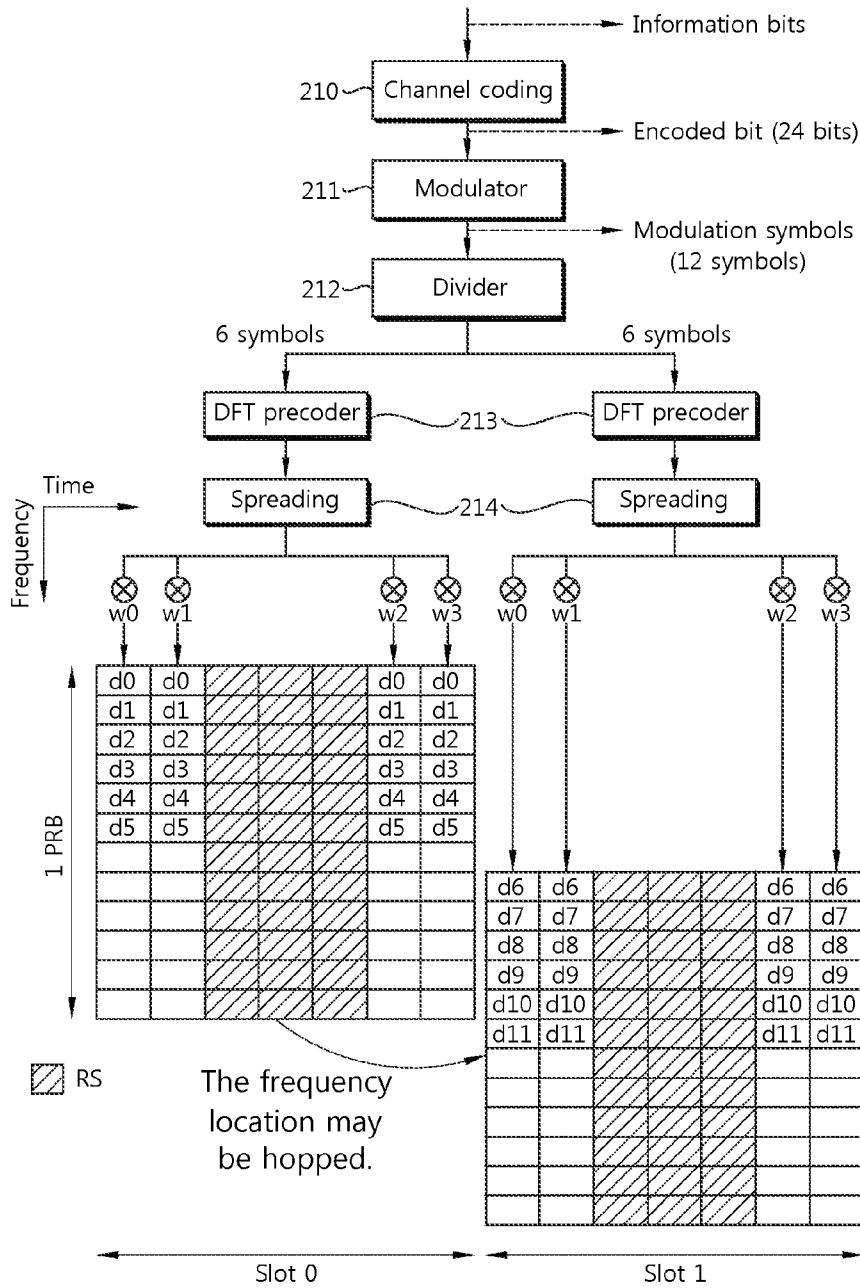 Information bits
210
Channel coding
Encoded bit (24 bits)
211
Modulator
Modulation symbols
(12 symbols)
212
Divider
6 symbols 6 symbols
DFT precoder 213 DFT precoder
Time
Spreading 214 Spreading
Frequency
w0 w1 w2 w3 w0 w1 w2 w3
1 PRB
d0 d0 d0 d0
d1 d1 d1 d1
d2 d2 d2 d2
d3 d3 d3 d3
d4 d4 d4 d4
d5 d5 d5 d5
d6 d6 d6 d6
d7 d7 d7 d7
d8 d8 d8 d8
d9 d9 d9 d9
d10 d10 d10 d10
d11 d11 d11 d11
RS
The frequency
location may
be hopped.
Slot 0 Slot 1